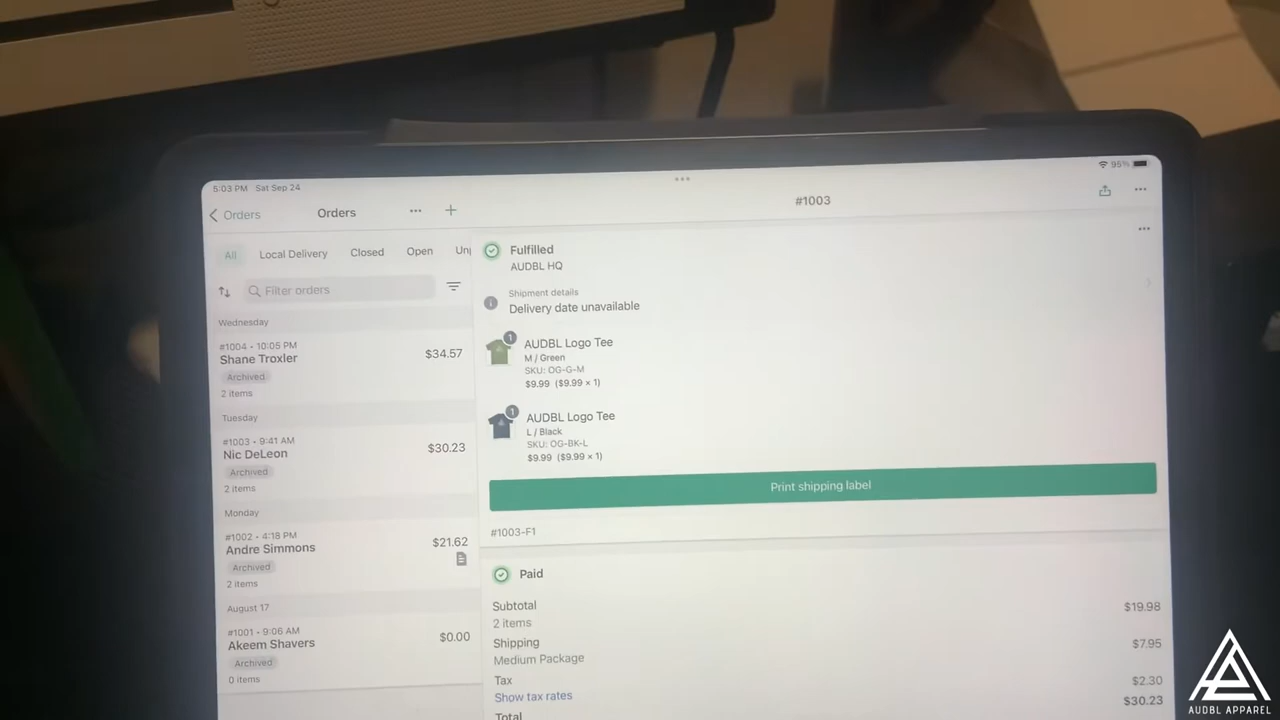 5:03 PM Sat Sep 24
95%
Orders
Orders
#1003
All
Local Delivery
Closed
Open
Filter orders
Wednesday
#1004 • 10:05 PM
Shane Troxler
$34.57
Archived
2 items
Tuesday
#1003 • 9:41 AM
Nic DeLeon
$30.23
Archived
2 items
Monday
#1002 • 4:18 PM
Andre Simmons
$21.62
Archived
2 items
August 17
#1001 • 9:06 AM
Akeem Shavers
$0.00
Archived
0 items
Fulfilled
AUDBL HQ
Shipment details
Delivery date unavailable
1
AUDBL Logo Tee
M / Green
SKU: OG-G-M
$9.99 ($9.99 × 1)
1
AUDBL Logo Tee
L / Black
SKU: OG-BK-L
$9.99 ($9.99 × 1)
Print shipping label
#1003-F1
Paid
Subtotal
$19.98
2 items
Shipping
$7.95
Medium Package
Tax
$2.30
Show tax rates
$30.23
Total
AUDBL APPAREL